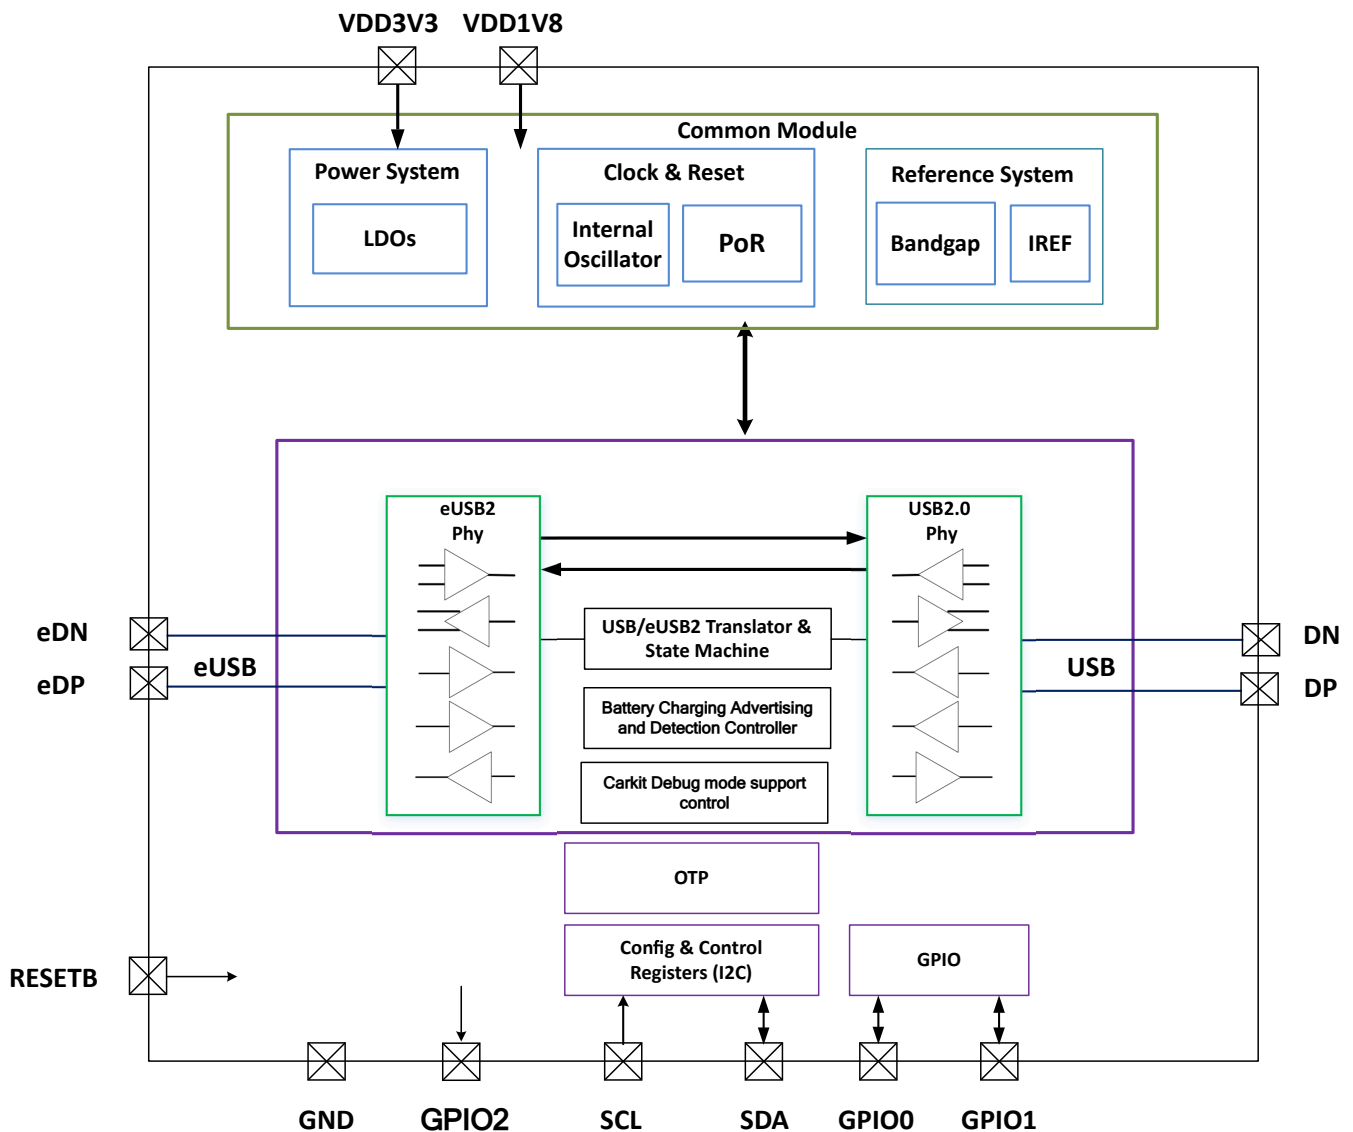 VDD3V3 VDD1V8
Common Module
Power System
LDOs
Clock & Reset
Internal
Oscillator
PoR
Reference System
Bandgap
IREF
eUSB2
Phy
USB2.0
Phy
USB/eUSB2 Translator &
State Machine
Battery Charging Advertising
and Detection Controller
Carkit Debug mode support
control
eDN
eDP
eUSB
USB
DN
DP
OTP
Config & Control
Registers (I2C)
GPIO
RESETB
GND GPIO2 SCL SDA GPIO0 GPIO1